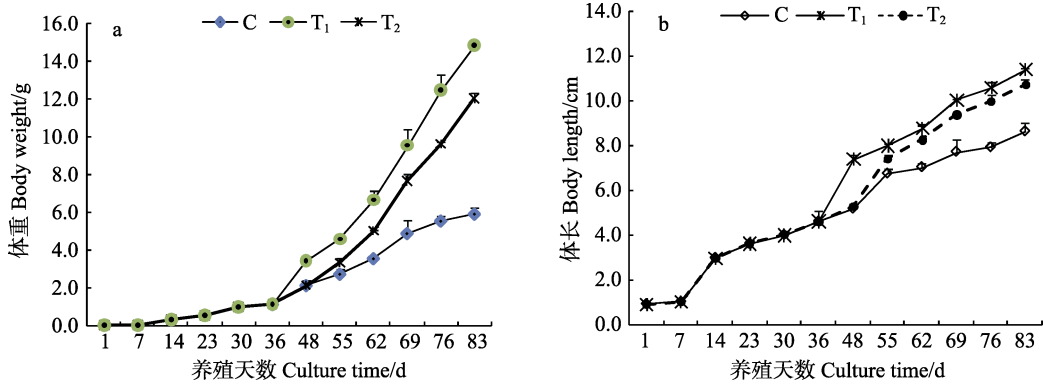 a
C T₁ T₂
体重 Body weight/g
16.0
14.0
12.0
10.0
8.0
6.0
4.0
2.0
0.0
1 7 14 23 30 36 48 55 62 69 76 83
养殖天数 Culture time/d
b
C T₁ T₂
体长 Body length/cm
14.0
12.0
10.0
8.0
6.0
4.0
2.0
0.0
1 7 14 23 30 36 48 55 62 69 76 83
养殖天数 Culture time/d